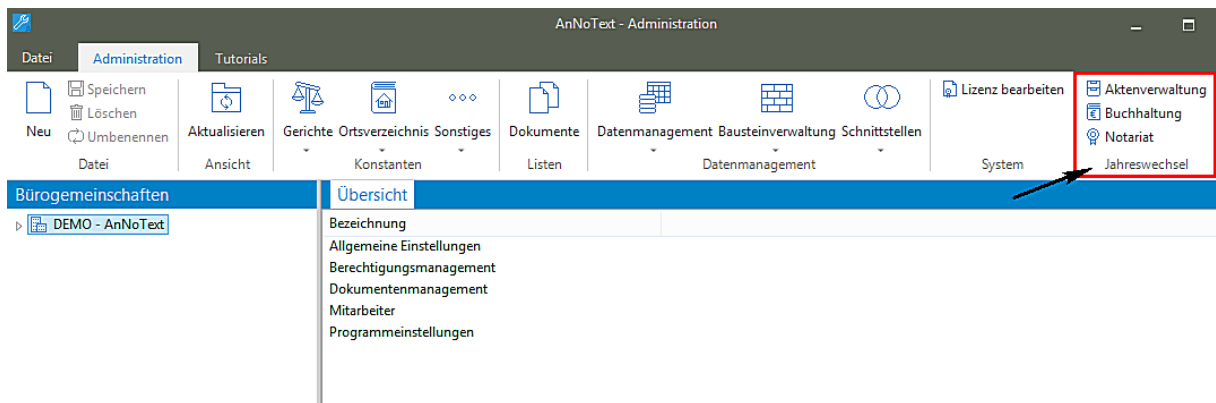 AnNoText - Administration
Datei Administration Tutorials
Neu
Speichern
Löschen
Umbenennen
Datei
Aktualisieren
Ansicht
Gerichte Ortsverzeichnis Sonstiges
Konstanten
Dokumente
Listen
Datenmanagement Bausteinverwaltung Schnittstellen
Datenmanagement
Lizenz bearbeiten
System
Aktenverwaltung
Buchhaltung
Notariat
Jahreswechsel
Bürogemeinschaften
DEMO - AnNoText
Übersicht
Bezeichnung
Allgemeine Einstellungen
Berechtigungsmanagement
Dokumentenmanagement
Mitarbeiter
Programmeinstellungen